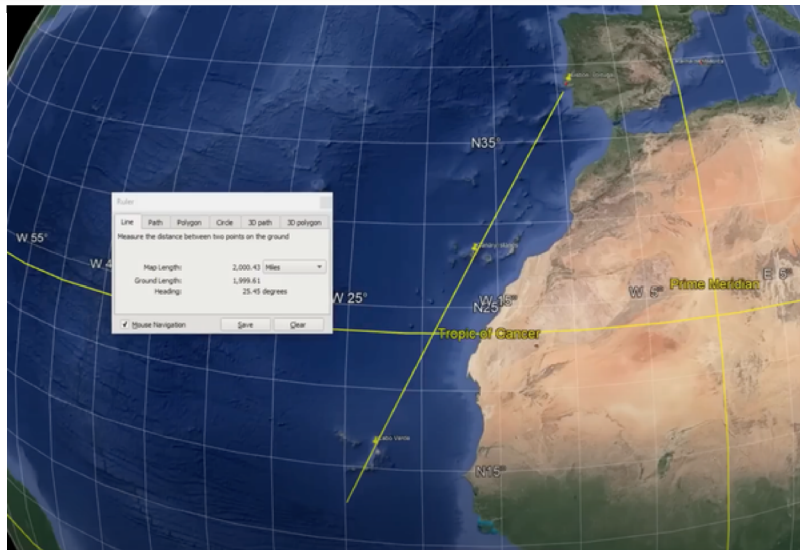 N35°
Ruler
Line Path Polygon Circle 3D path 3D polygon
Measure the distance between two points on the ground
Map Length: 2,000.43 Miles
Ground Length: 1,999.61
Heading: 25.45 degrees
Mouse Navigation Save Clear
W 55°
W 4
W 25°
W 15°
N25°
W 5°
Prime Meridian
E 5°
Tropic of Cancer
Cabo Verde
N15°